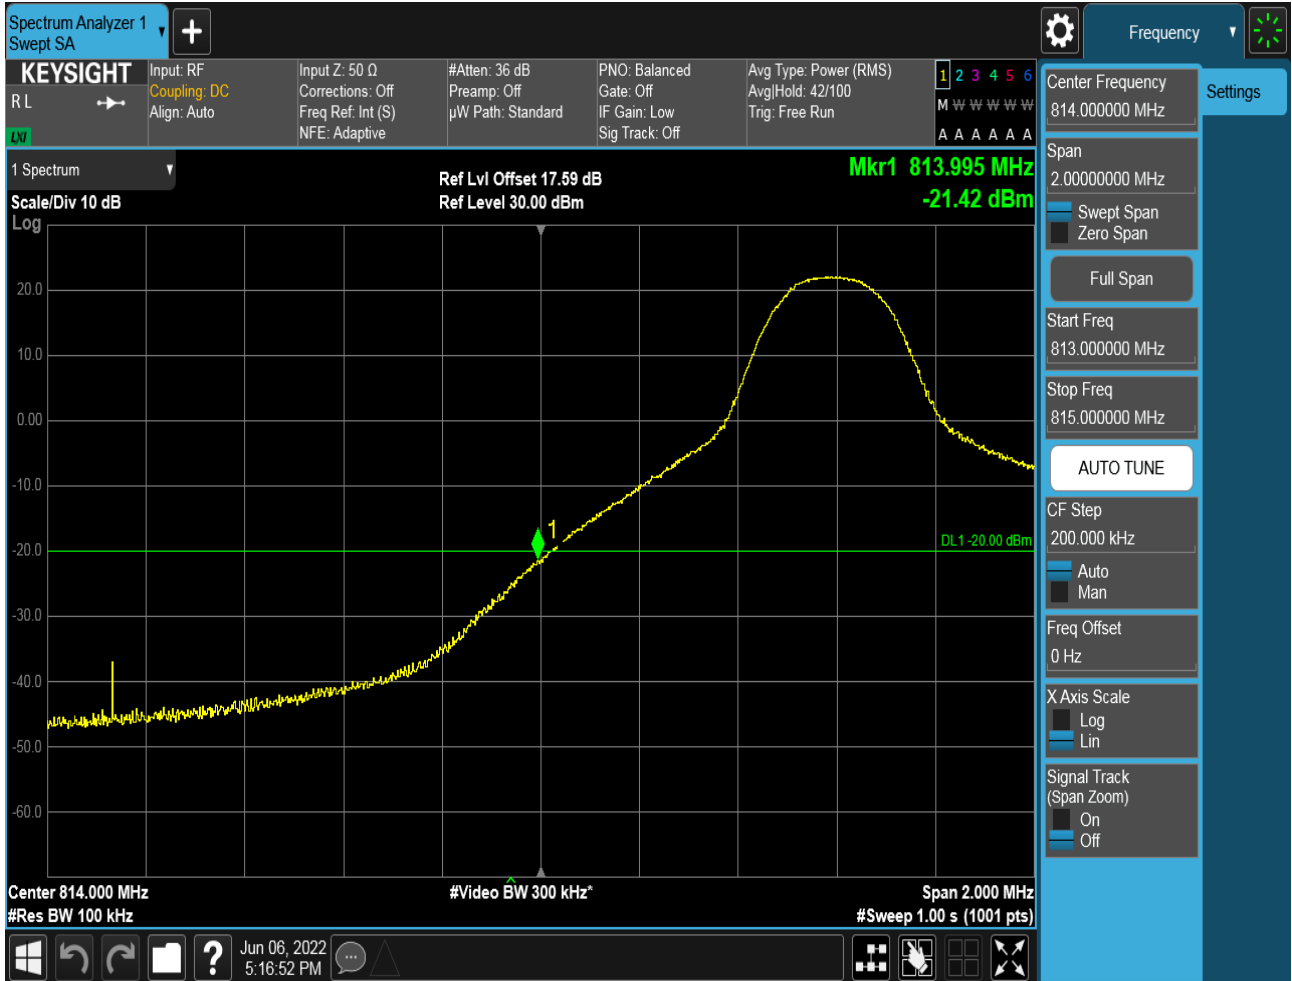 Spectrum Analyzer 1
Swept SA
Frequency
KEYSIGHT
R L
LXI
Input: RF
Coupling: DC
Align: Auto
Input Z: 50 Ω
Corrections: Off
Freq Ref: Int (S)
NFE: Adaptive
#Atten: 36 dB
Preamp: Off
µW Path: Standard
PNO: Balanced
Gate: Off
IF Gain: Low
Sig Track: Off
Avg Type: Power (RMS)
Avg|Hold: 42/100
Trig: Free Run
1 2 3 4 5 6
M W W W W W
A A A A A A
1 Spectrum
Scale/Div 10 dB
Log
Ref Lvl Offset 17.59 dB
Ref Level 30.00 dBm
Mkr1 813.995 MHz
-21.42 dBm
20.0
10.0
0.00
-10.0
-20.0
-30.0
-40.0
-50.0
-60.0
1
DL1 -20.00 dBm
Center 814.000 MHz
#Video BW 300 kHz*
Span 2.000 MHz
#Res BW 100 kHz
#Sweep 1.00 s (1001 pts)
Center Frequency
814.000000 MHz
Settings
Span
2.00000000 MHz
Swept Span
Zero Span
Full Span
Start Freq
813.000000 MHz
Stop Freq
815.000000 MHz
AUTO TUNE
CF Step
200.000 kHz
Auto
Man
Freq Offset
0 Hz
X Axis Scale
Log
Lin
Signal Track
(Span Zoom)
On
Off
?
Jun 06, 2022
5:16:52 PM